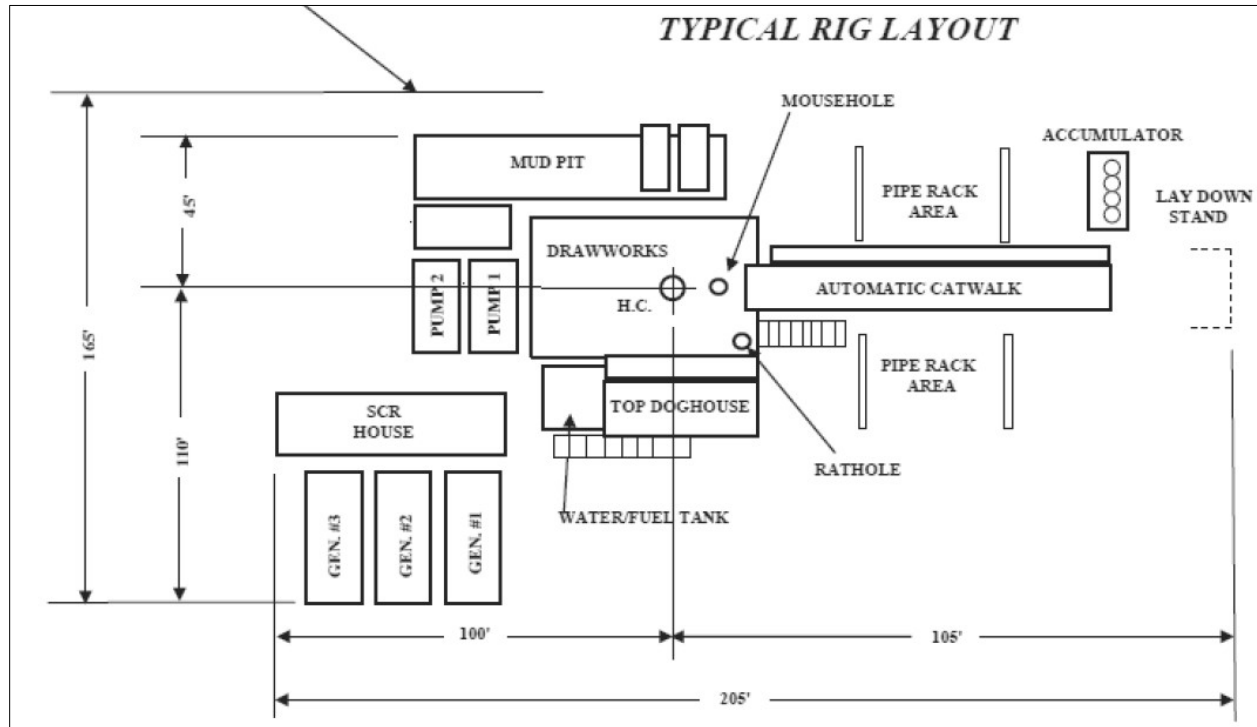 TYPICAL RIG LAYOUT
MOUSEHOLE
ACCUMULATOR
MUD PIT
PIPE RACK
AREA
LAY DOWN
STAND
45'
DRAWWORKS
PUMP 2
PUMP 1
H.C.
AUTOMATIC CATWALK
165'
PIPE RACK
AREA
TOP DOGHOUSE
SCR
HOUSE
110'
RATHOLE
WATER/FUEL TANK
GEN. #3
GEN. #2
GEN. #1
100'
105'
205'